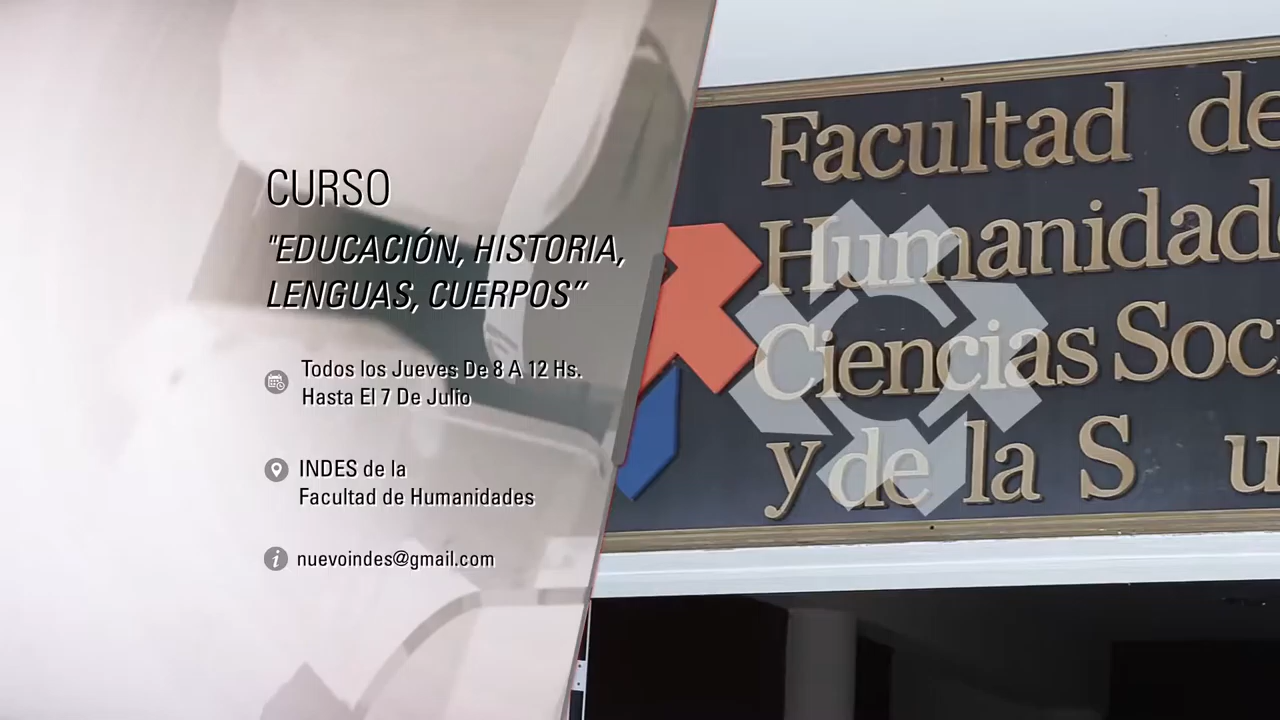 CURSO
"EDUCACIÓN, HISTORIA,
LENGUAS, CUERPOS”
Todos los Jueves De 8 A 12 Hs.
Hasta El 7 De Julio
INDES de la
Facultad de Humanidades
nuevoindes@gmail.com
Facultad de
Humanidade
Ciencias Soci
y de la S u